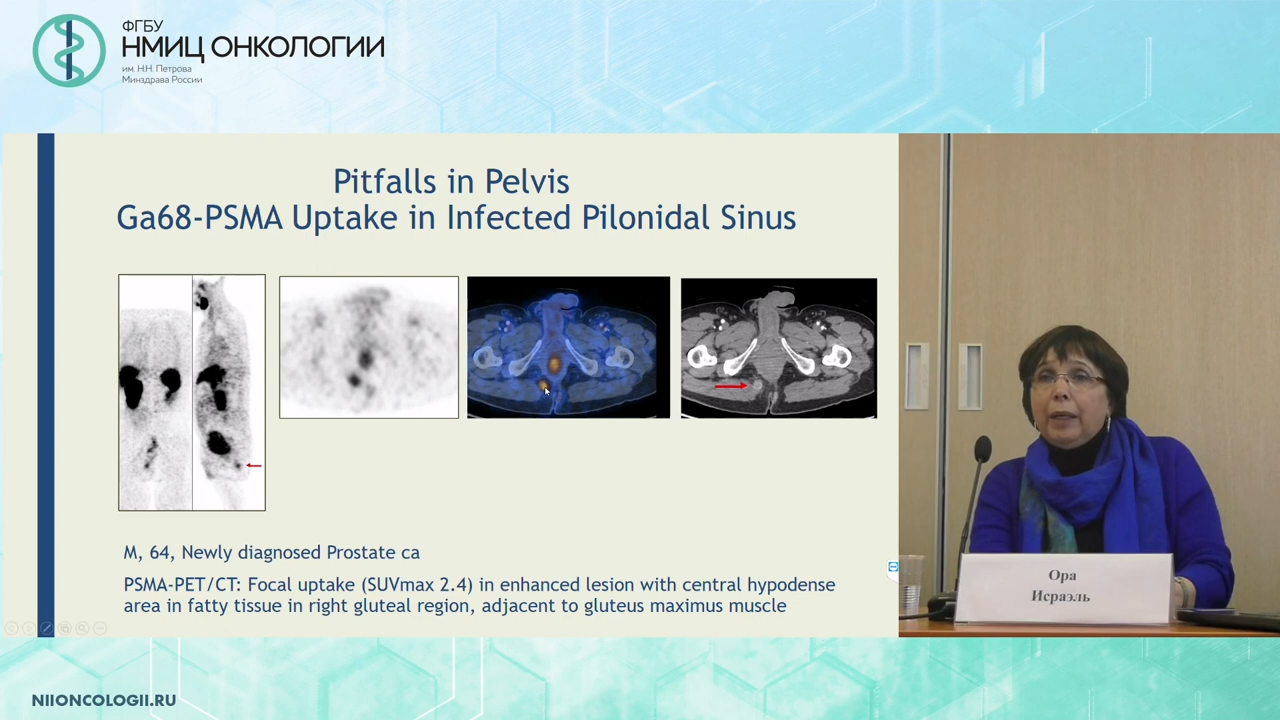 ФГБУ
НМИЦ ОНКОЛОГИИ
им. Н.Н. Петрова
Минздрава России
Pitfalls in Pelvis
Ga68-PSMA Uptake in Infected Pilonidal Sinus
M, 64, Newly diagnosed Prostate ca
PSMA-PET/CT: Focal uptake (SUVmax 2.4) in enhanced lesion with central hypodense
area in fatty tissue in right gluteal region, adjacent to gluteus maximus muscle
Ора
Исраэль
NIIONCOLOGII.RU